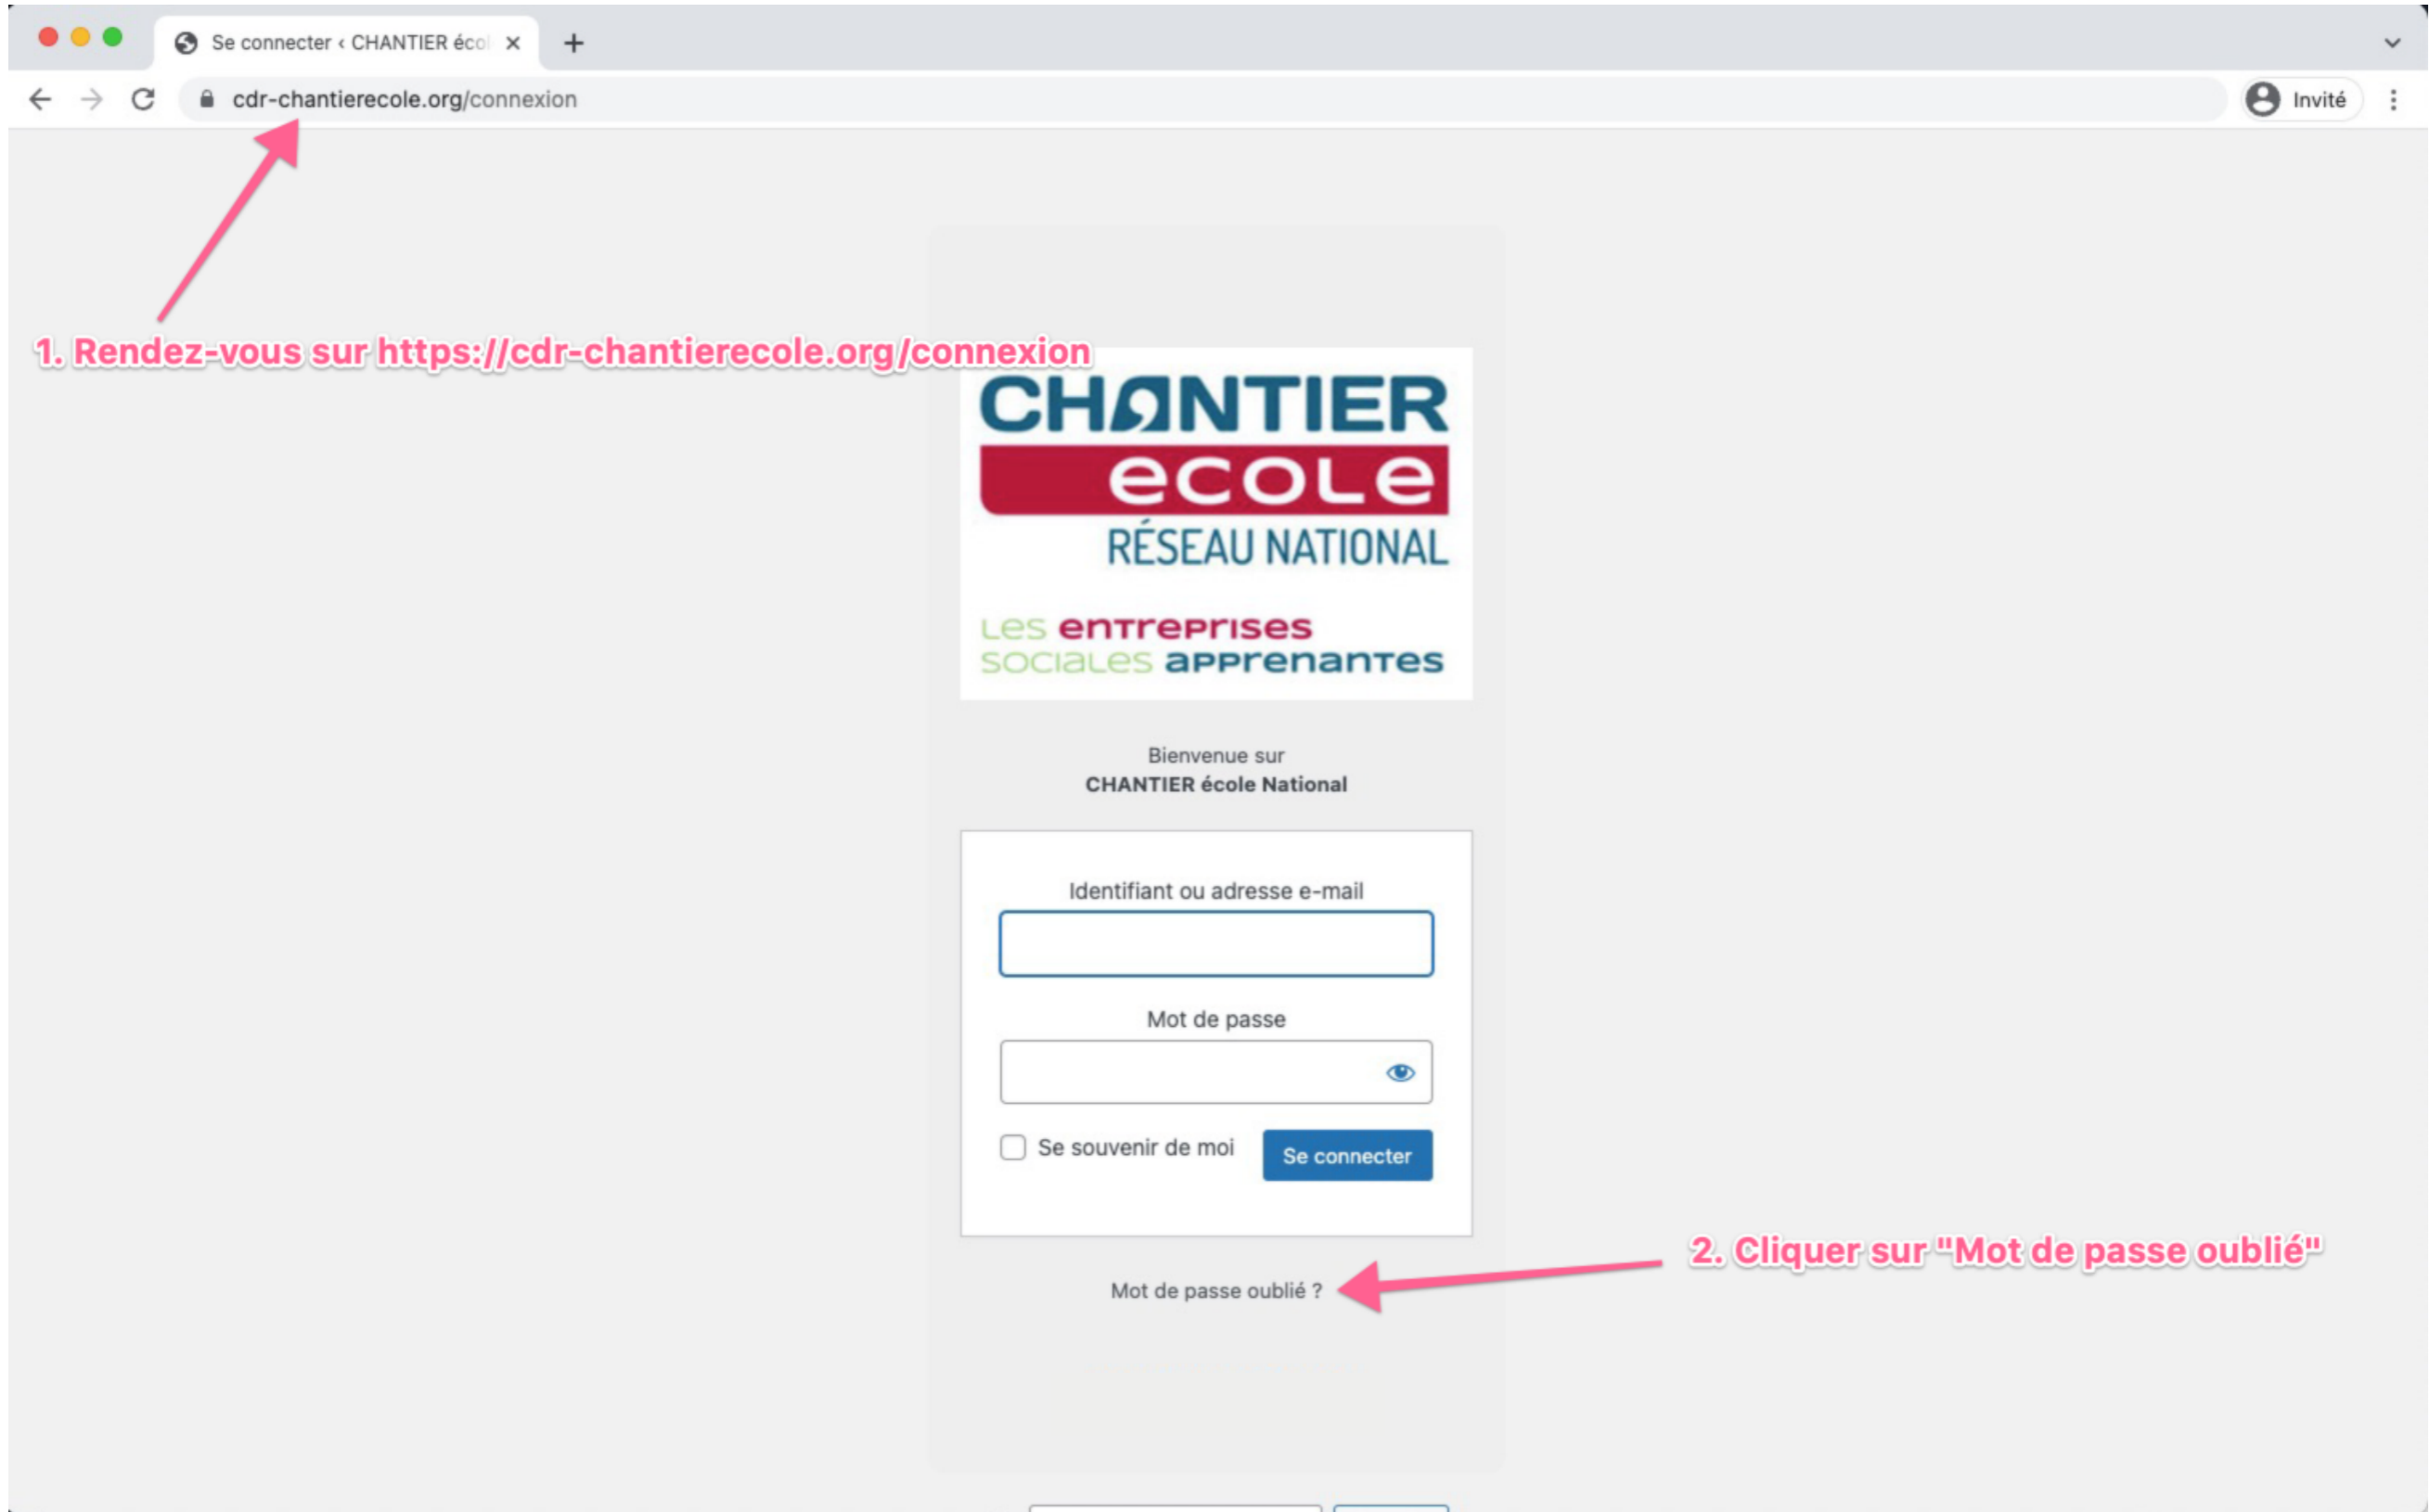 Se connecter ‹ CHANTIER écol
cdr-chantierecole.org/connexion
Invité
1. Rendez-vous sur https://cdr-chantierecole.org/connexion
CHANTIER
ecole
RÉSEAU NATIONAL
Les entreprises
sociales apprenantes
Bienvenue sur
CHANTIER école National
Identifiant ou adresse e-mail
Mot de passe
Se souvenir de moi
Se connecter
2. Cliquer sur "Mot de passe oublié"
Mot de passe oublié ?